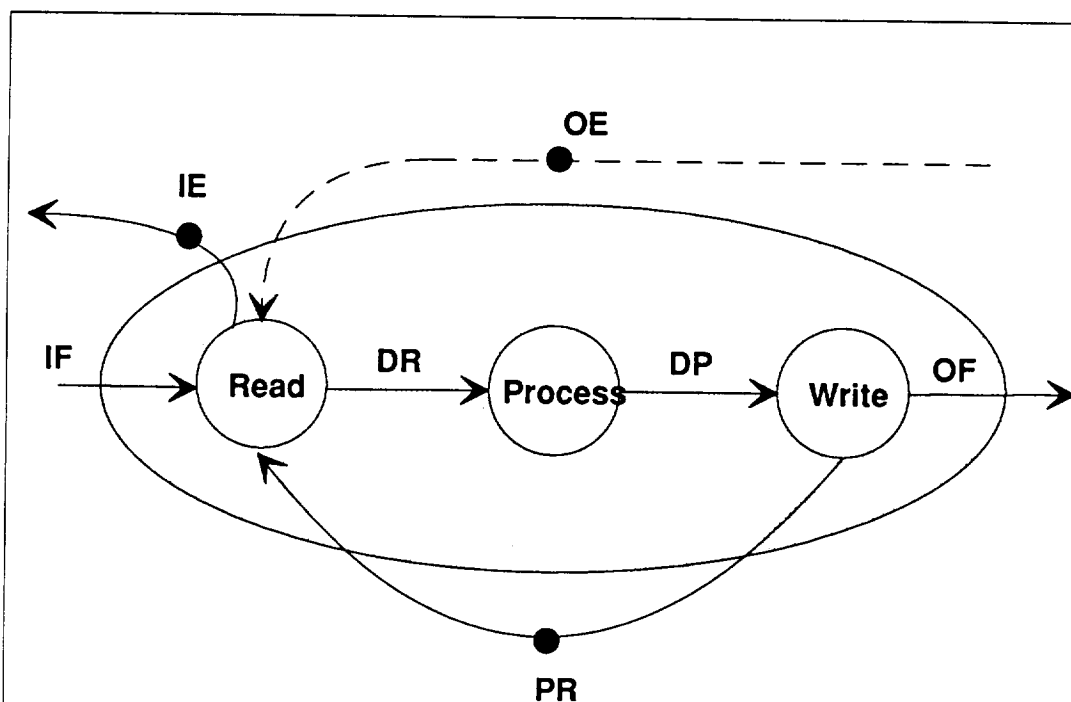 OE
IE
IF
Read
DR
Process
DP
Write
OF
PR